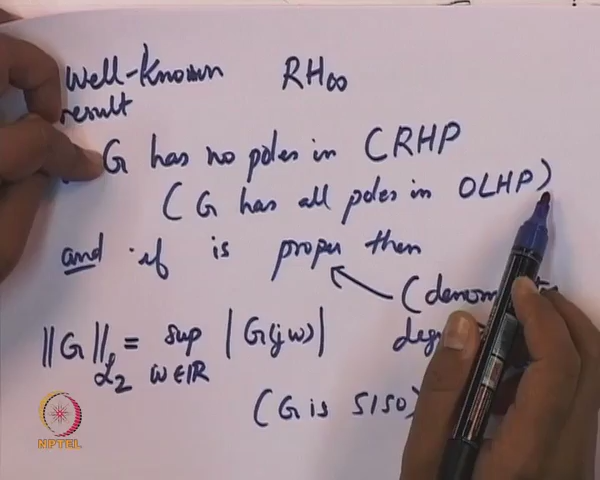 Well-Known RH∞
result
G has no poles in CRHP
(G has all poles in OLHP)
and if is proper then
(denom
||G||_L₂ = sup |G(jω)| deg
ω∈ℝ
(G is SISO)
NPTEL